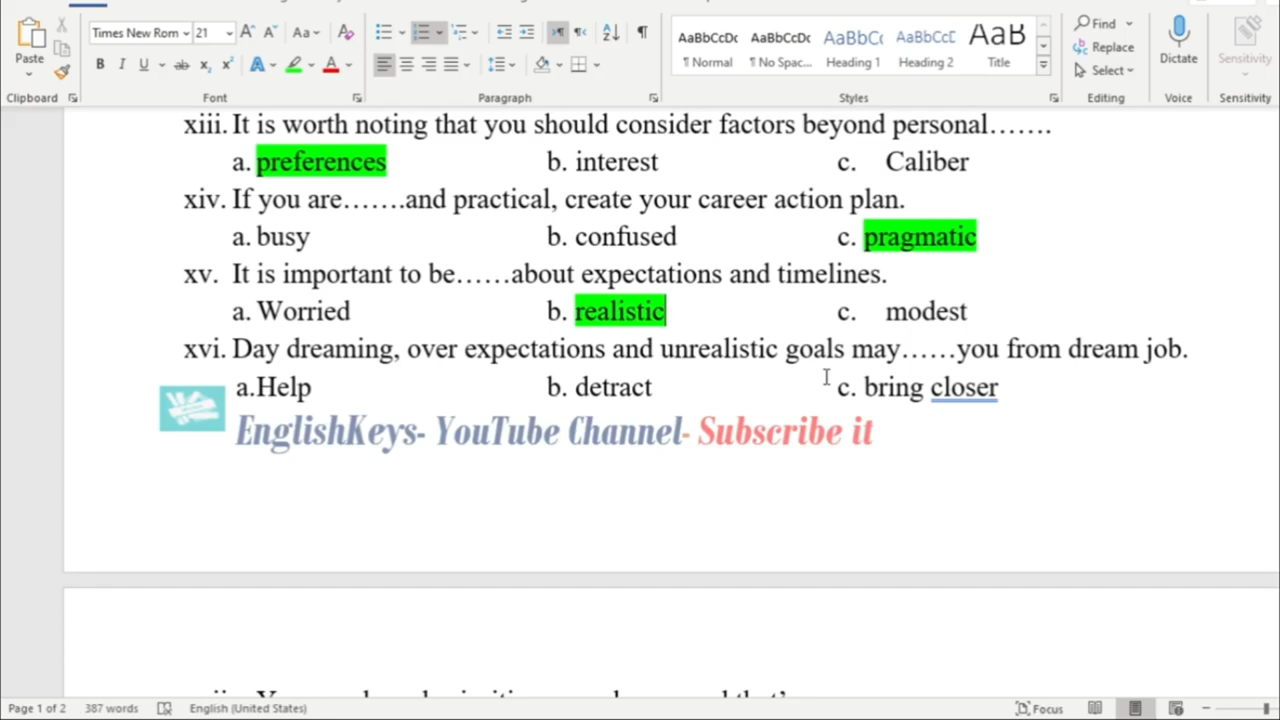 Times New Rom 21 Aa AaBbCcDc AaBbCcDc AaBbCc AaBbCcD AaB Find
Paste B I U ab x₂ x² A A ¶ Normal ¶ No Spac... Heading 1 Heading 2 Title Replace Select Dictate Sensitivity
Clipboard Font Paragraph Styles Editing Voice Sensitivity
xiii. It is worth noting that you should consider factors beyond personal…….
a. preferences b. interest c. Caliber
xiv. If you are…….and practical, create your career action plan.
a. busy b. confused c. pragmatic
xv. It is important to be……about expectations and timelines.
a. Worried b. realistic c. modest
xvi. Day dreaming, over expectations and unrealistic goals may……you from dream job.
a.Help b. detract c. bring closer
EnglishKeys- YouTube Channel- Subscribe it
Page 1 of 2 387 words English (United States) Focus